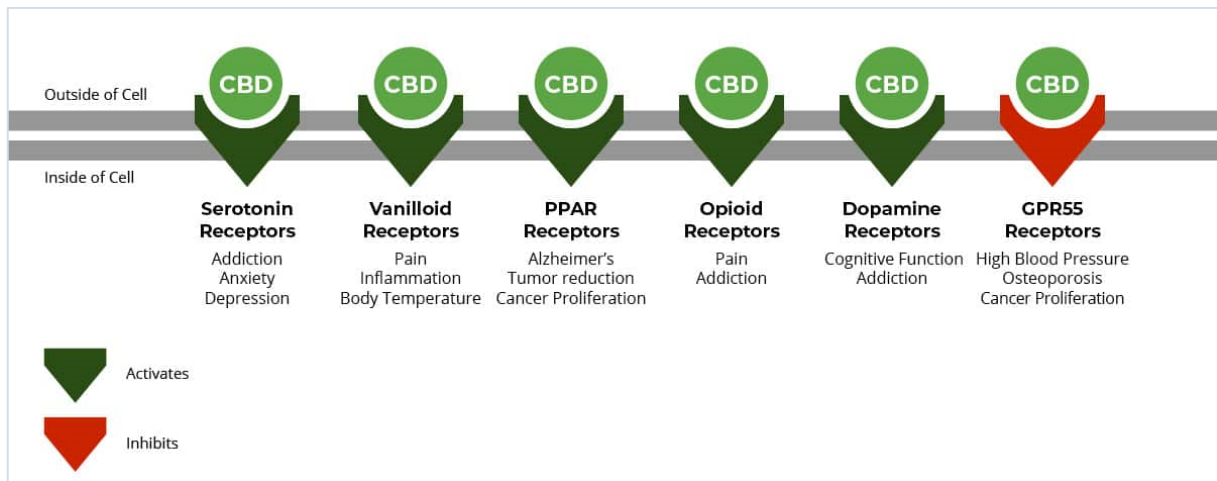 CBD CBD CBD CBD CBD CBD
Outside of Cell
Inside of Cell
Serotonin
Receptors
Addiction
Anxiety
Depression
Vanilloid
Receptors
Pain
Inflammation
Body Temperature
PPAR
Receptors
Alzheimer's
Tumor reduction
Cancer Proliferation
Opioid
Receptors
Pain
Addiction
Dopamine
Receptors
Cognitive Function
Addiction
GPR55
Receptors
High Blood Pressure
Osteoporosis
Cancer Proliferation
Activates
Inhibits